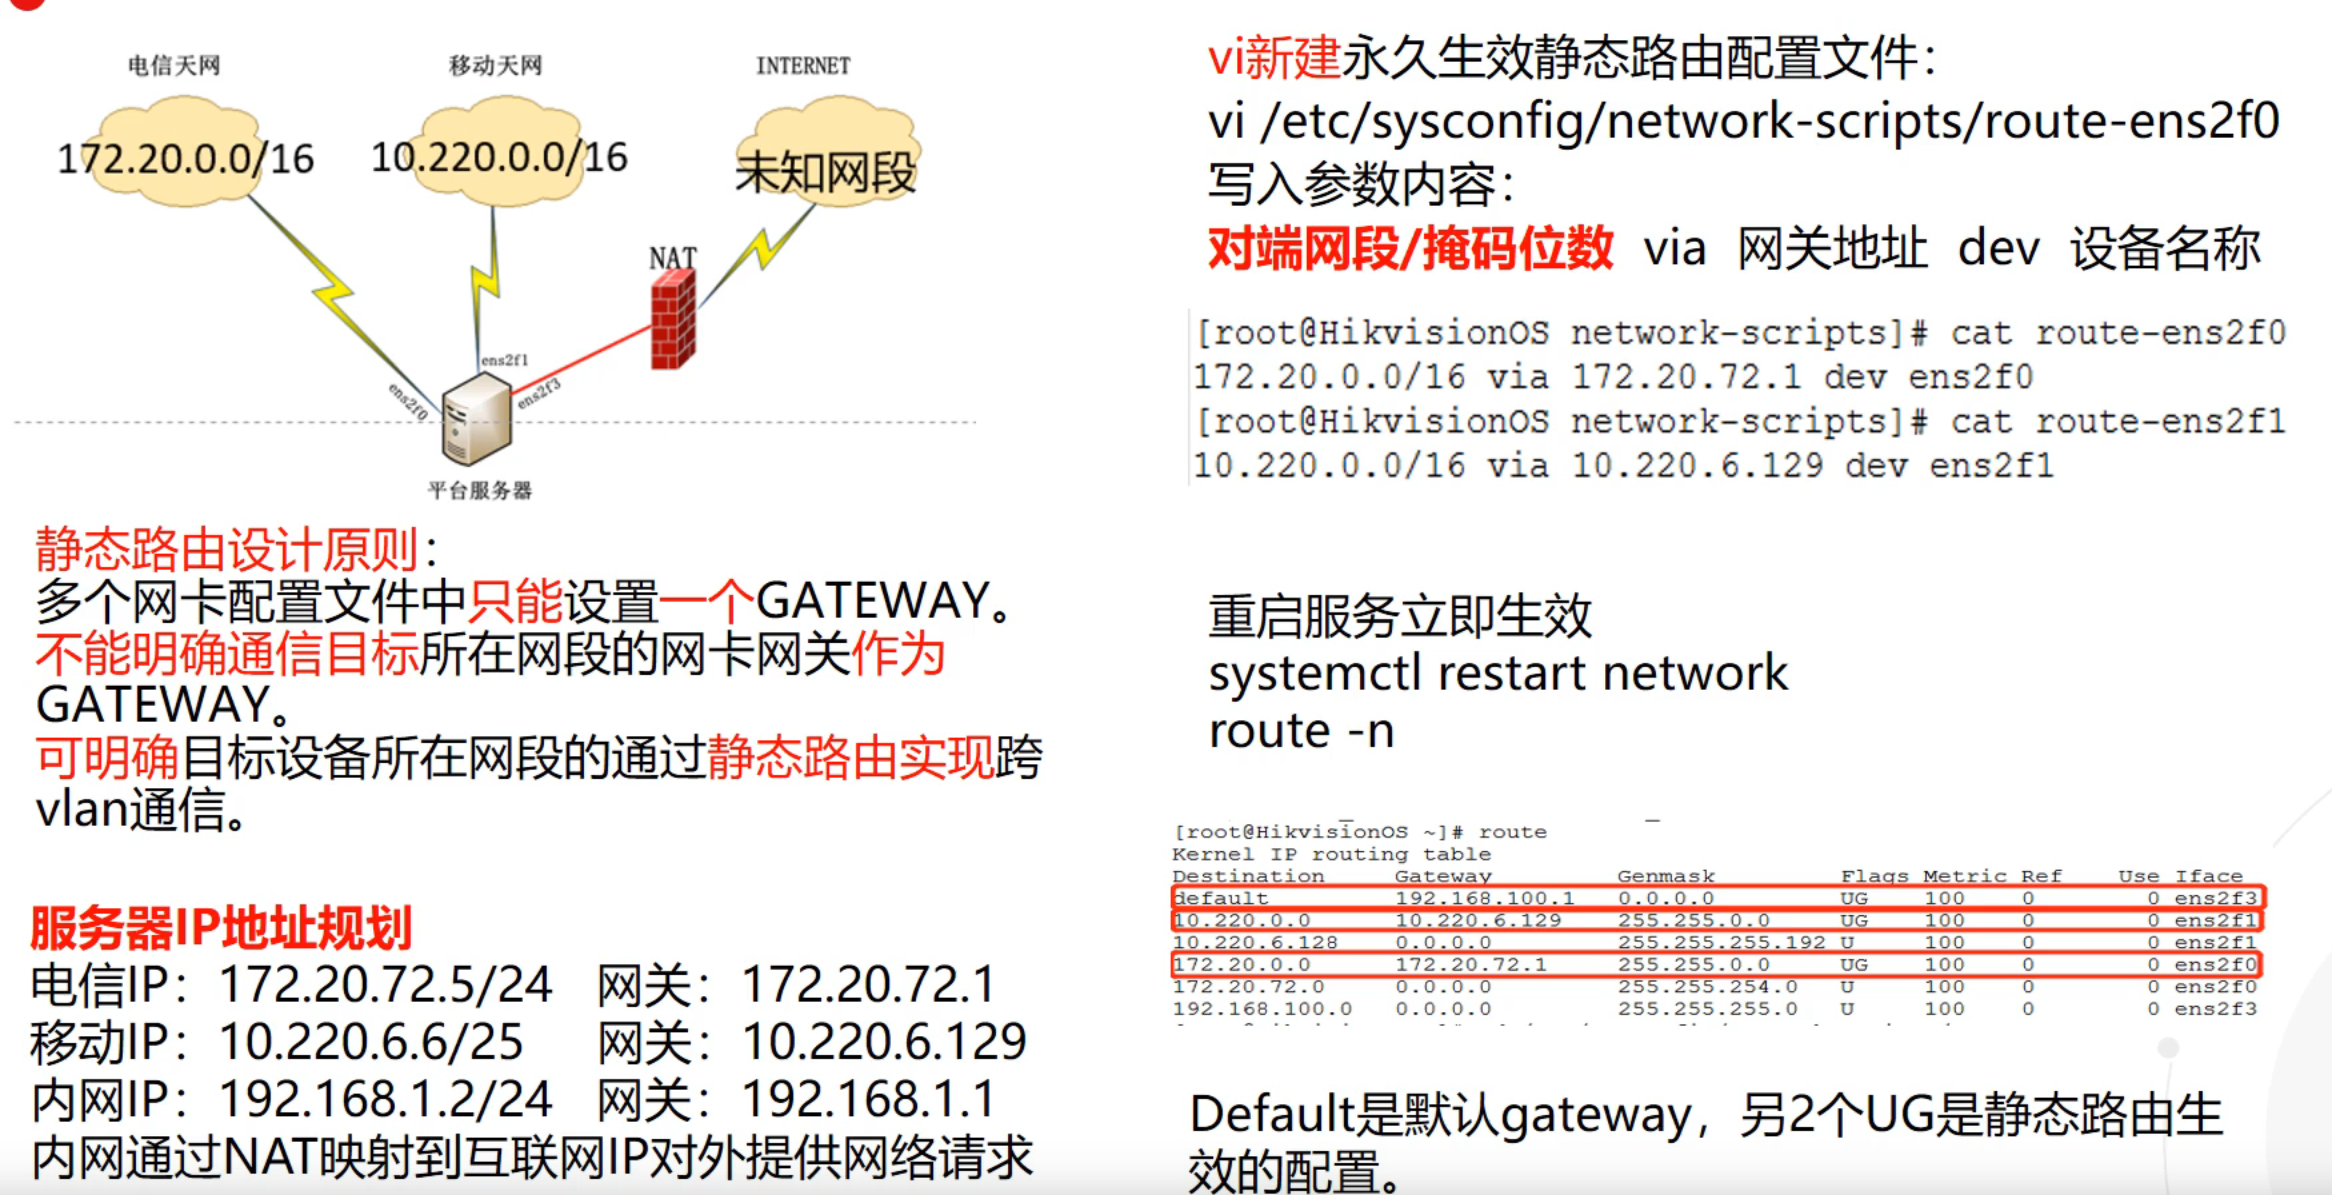 电信天网
移动天网
INTERNET
172.20.0.0/16
10.220.0.0/16
未知网段
NAT
ens2f1
ens2f0
ens2f3
平台服务器
静态路由设计原则：
多个网卡配置文件中只能设置一个GATEWAY。
不能明确通信目标所在网段的网卡网关作为
GATEWAY。
可明确目标设备所在网段的通过静态路由实现跨
vlan通信。
服务器IP地址规划
电信IP：172.20.72.5/24 网关：172.20.72.1
移动IP：10.220.6.6/25 网关：10.220.6.129
内网IP：192.168.1.2/24 网关：192.168.1.1
内网通过NAT映射到互联网IP对外提供网络请求
vi新建永久生效静态路由配置文件：
vi /etc/sysconfig/network-scripts/route-ens2f0
写入参数内容：
对端网段/掩码位数 via 网关地址 dev 设备名称
[root@HikvisionOS network-scripts]# cat route-ens2f0
172.20.0.0/16 via 172.20.72.1 dev ens2f0
[root@HikvisionOS network-scripts]# cat route-ens2f1
10.220.0.0/16 via 10.220.6.129 dev ens2f1
重启服务立即生效
systemctl restart network
route -n
[root@HikvisionOS ~]# route
Kernel IP routing table
Destination Gateway Genmask Flags Metric Ref Use Iface
default 192.168.100.1 0.0.0.0 UG 100 0 0 ens2f3
10.220.0.0 10.220.6.129 255.255.0.0 UG 100 0 0 ens2f1
10.220.6.128 0.0.0.0 255.255.255.192 U 100 0 0 ens2f1
172.20.0.0 172.20.72.1 255.255.0.0 UG 100 0 0 ens2f0
172.20.72.0 0.0.0.0 255.255.254.0 U 100 0 0 ens2f0
192.168.100.0 0.0.0.0 255.255.255.0 U 100 0 0 ens2f3
Default是默认gateway，另2个UG是静态路由生
效的配置。